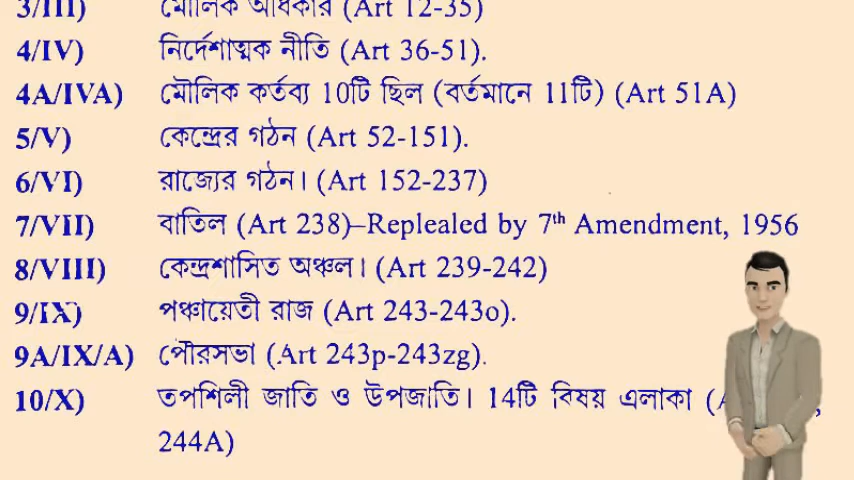 3/III) মৌলিক অধিকার (Art 12-35)
4/IV) নির্দেশাত্মক নীতি (Art 36-51).
4A/IVA) মৌলিক কর্তব্য 10টি ছিল (বর্তমানে 11টি) (Art 51A)
5/V) কেন্দ্রের গঠন (Art 52-151).
6/VI) রাজ্যের গঠন। (Art 152-237)
7/VII) বাতিল (Art 238)–Replealed by 7th Amendment, 1956
8/VIII) কেন্দ্রশাসিত অঞ্চল। (Art 239-242)
9/IX) পঞ্চায়েতী রাজ (Art 243-243o).
9A/IX/A) পৌরসভা (Art 243p-243zg).
10/X) তপশিলী জাতি ও উপজাতি। 14টি বিষয় এলাকা
244A)